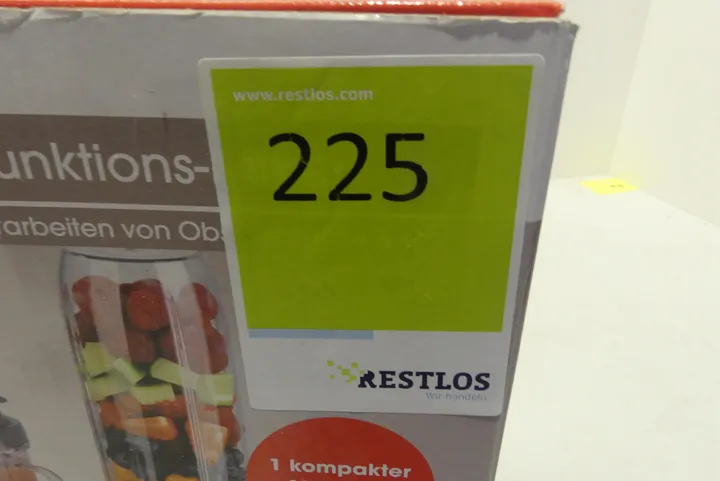 www.restlos.com
225
unktions-
arbeiten von Obs
RESTLOS
Wir handeln.
1 kompakter